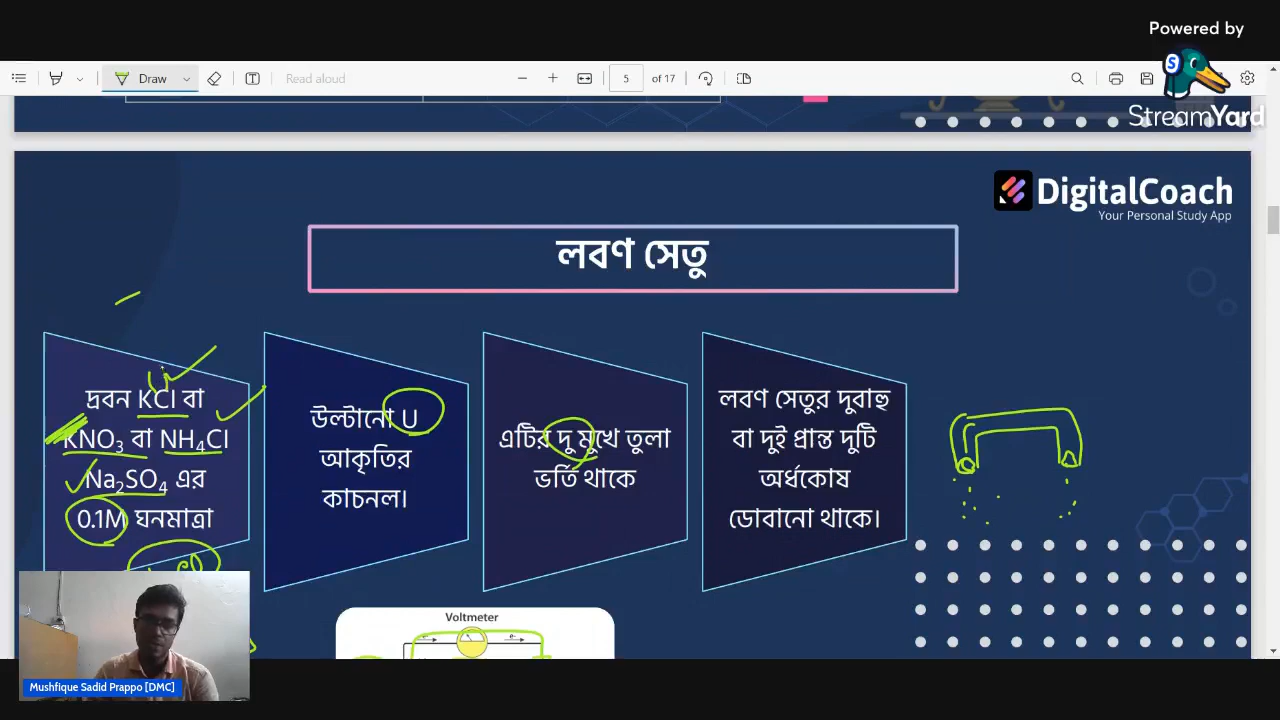 Powered by
StreamYard
Draw
Read aloud
5 of 17
DigitalCoach
Your Personal Study App
লবণ সেতু
দ্রবন KCl বা
KNO₃ বা NH₄Cl
Na₂SO₄ এর
0.1M ঘনমাত্রা
উল্টানো U
আকৃতির
কাচনল।
এটির দু মুখে তুলা
ভর্তি থাকে
লবণ সেতুর দুবাহু
বা দুই প্রান্ত দুটি
অর্ধকোষ
ডোবানো থাকে।
Voltmeter
e⁻ e⁻
Mushfique Sadid Prappo [DMC]